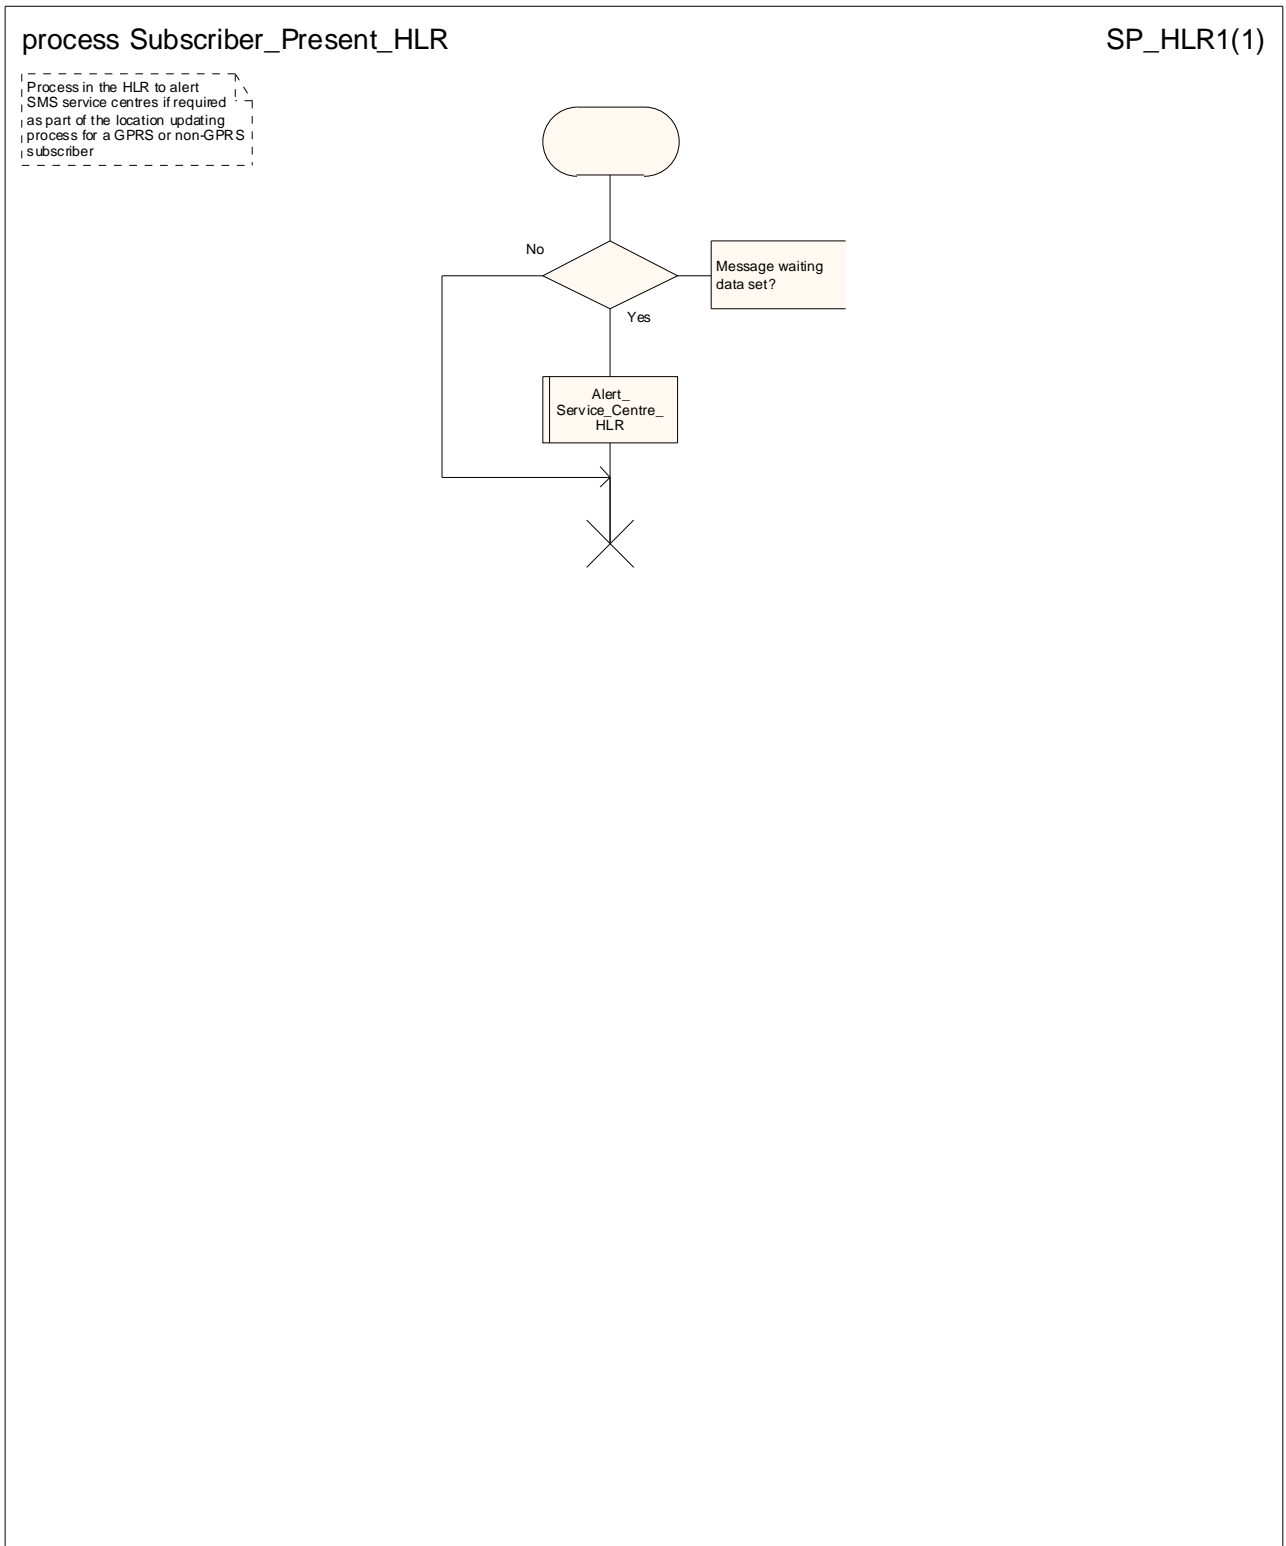 process Subscriber_Present_HLR
SP_HLR1(1)
Process in the HLR to alert
SMS service centres if required
as part of the location updating
process for a GPRS or non-GPRS
subscriber
No
Message waiting
data set?
Yes
Alert_
Service_Centre_
HLR